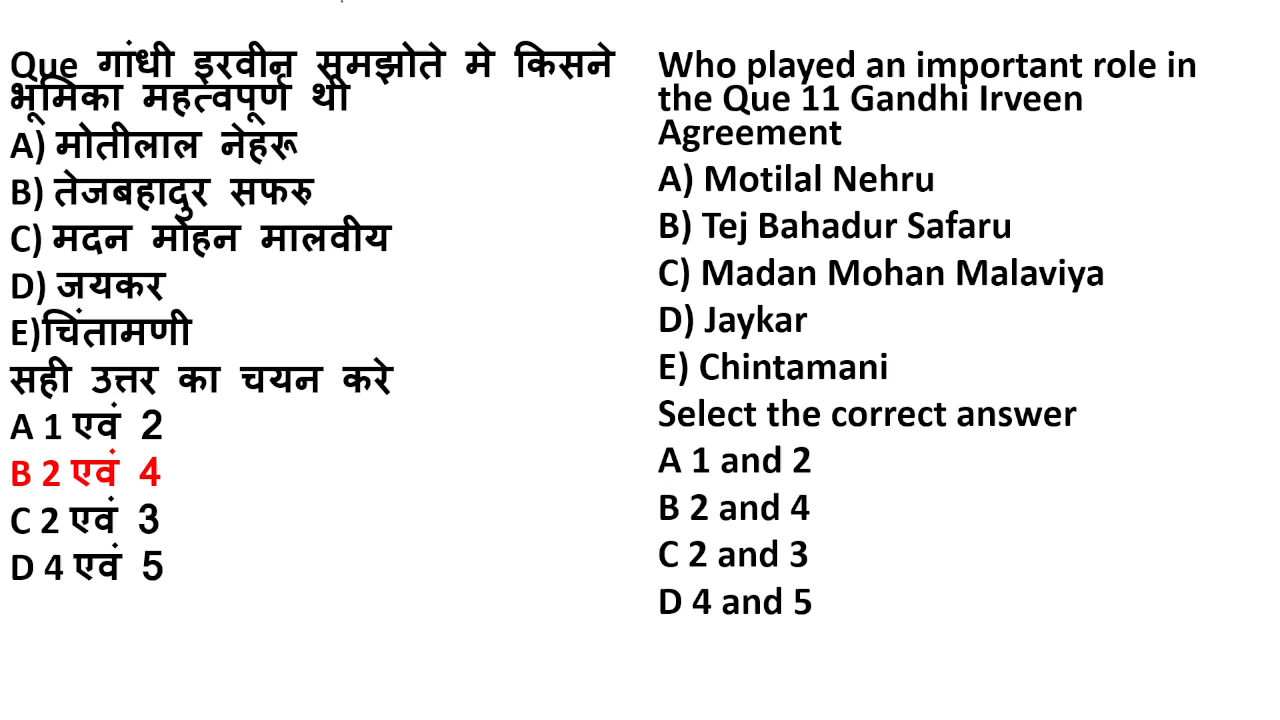 Que गांधी इरवीन समझोते मे किसने
भूमिका महत्वपूर्ण थी
A) मोतीलाल नेहरू
B) तेजबहादुर सफरु
C) मदन मोहन मालवीय
D) जयकर
E)चिंतामणी
सही उत्तर का चयन करे
A 1 एवं 2
B 2 एवं 4
C 2 एवं 3
D 4 एवं 5
Who played an important role in
the Que 11 Gandhi Irveen
Agreement
A) Motilal Nehru
B) Tej Bahadur Safaru
C) Madan Mohan Malaviya
D) Jaykar
E) Chintamani
Select the correct answer
A 1 and 2
B 2 and 4
C 2 and 3
D 4 and 5